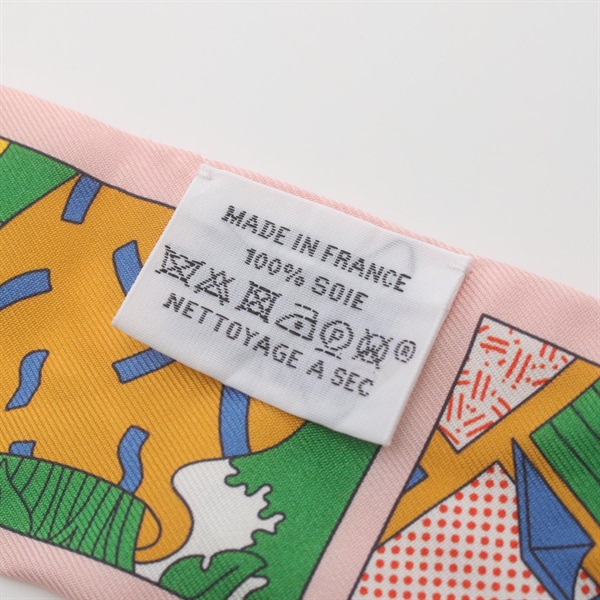 MADE IN FRANCE
100% SOIE
P W ®
NETTOYAGE À SEC